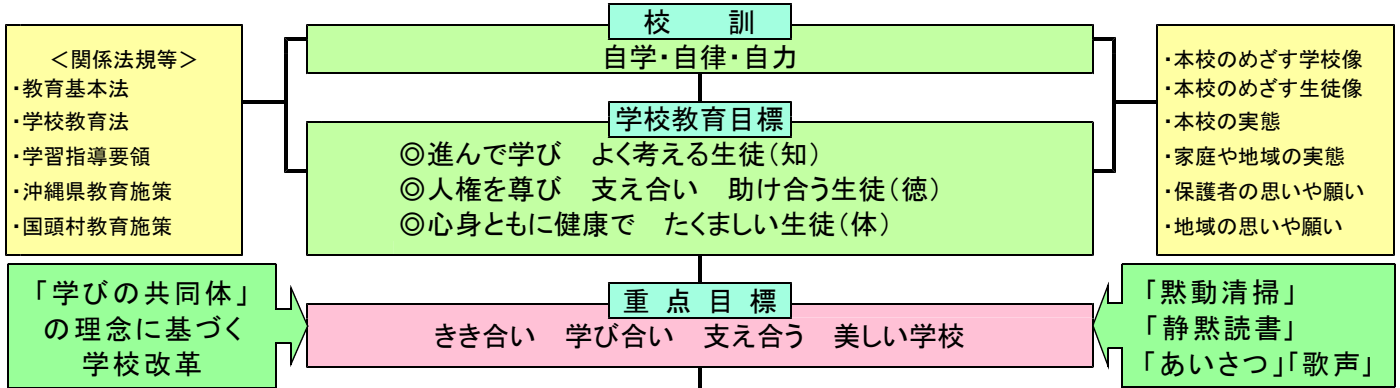 校 訓
自学・自律・自力
＜関係法規等＞
・教育基本法
・学校教育法
・学習指導要領
・沖縄県教育施策
・国頭村教育施策
・本校のめざす学校像
・本校のめざす生徒像
・本校の実態
・家庭や地域の実態
・保護者の思いや願い
・地域の思いや願い
学校教育目標
◎進んで学び よく考える生徒（知）
◎人権を尊び 支え合い 助け合う生徒（徳）
◎心身ともに健康で たくましい生徒（体）
「学びの共同体」
の理念に基づく
学校改革
重 点 目 標
きき合い 学び合い 支え合う 美しい学校
「黙動清掃」
「静黙読書」
「あいさつ」「歌声」